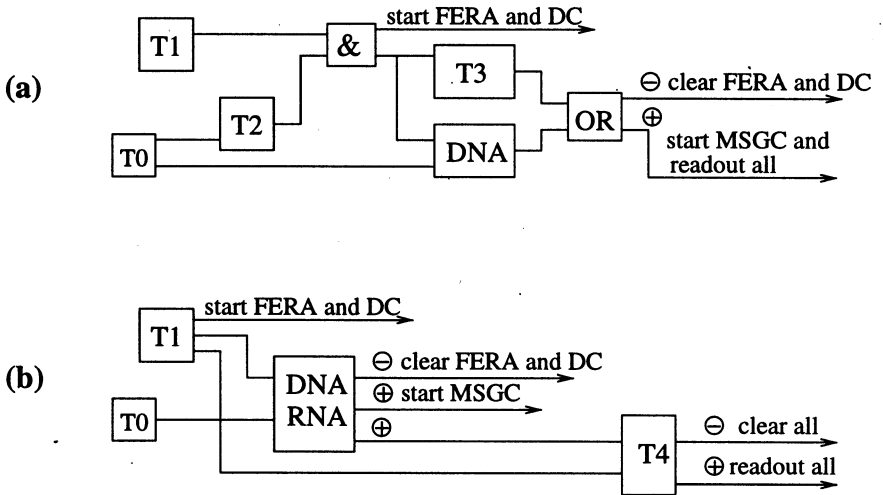 (a)
T1
&
start FERA and DC
T2
T3
T0
DNA
OR
⊖ clear FERA and DC
⊕
start MSGC and
readout all
(b)
T1
start FERA and DC
T0
DNA
RNA
⊖ clear FERA and DC
⊕ start MSGC
⊕
T4
⊖ clear all
⊕ readout all